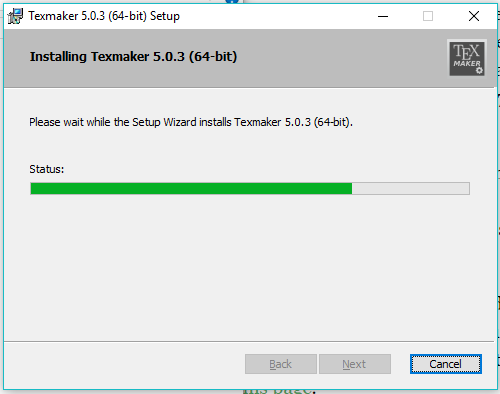 Texmaker 5.0.3 (64-bit) Setup
Installing Texmaker 5.0.3 (64-bit)
TEX
MAKER
Please wait while the Setup Wizard installs Texmaker 5.0.3 (64-bit).
Status:
Back Next Cancel
page.